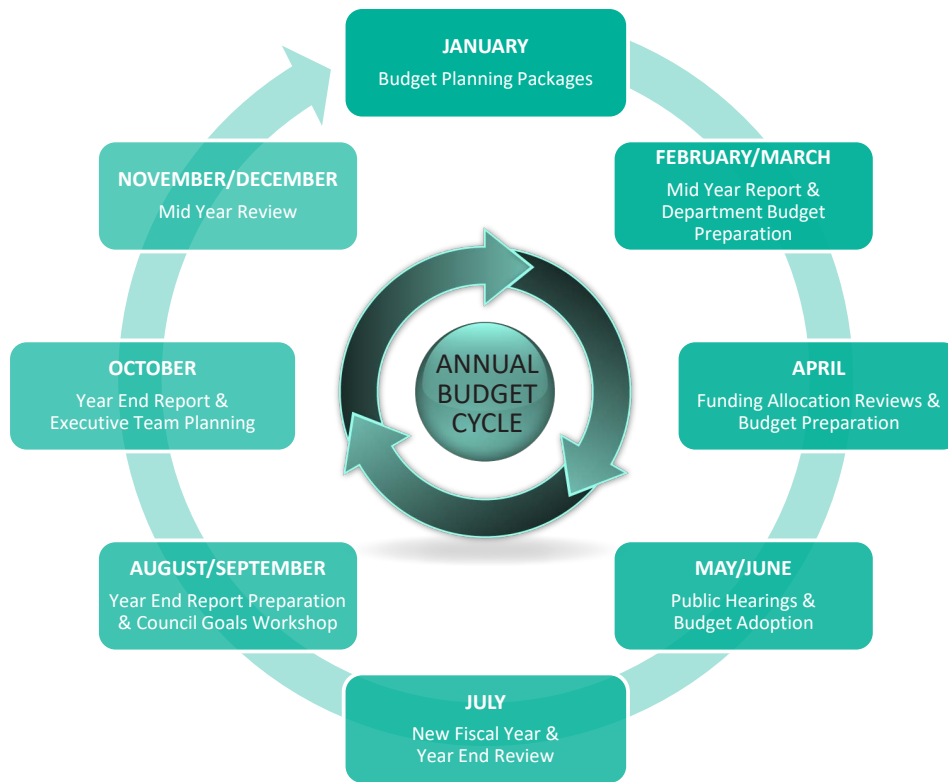 JANUARY
Budget Planning Packages
FEBRUARY/MARCH
Mid Year Report &
Department Budget
Preparation
APRIL
Funding Allocation Reviews &
Budget Preparation
MAY/JUNE
Public Hearings &
Budget Adoption
JULY
New Fiscal Year &
Year End Review
AUGUST/SEPTEMBER
Year End Report Preparation
& Council Goals Workshop
OCTOBER
Year End Report &
Executive Team Planning
NOVEMBER/DECEMBER
Mid Year Review
ANNUAL
BUDGET
CYCLE